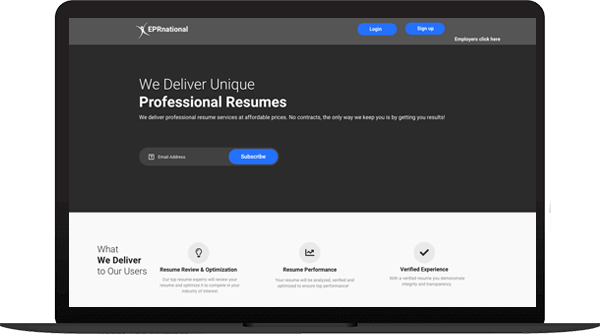 EPRnational
Login
Sign up
Employers click here
We Deliver Unique
Professional Resumes
We deliver professional resume services at affordable prices. No contracts, the only way we keep you is by getting you results!
Email Address
Subscribe
What
We Deliver
to Our Users
Resume Review & Optimization
Our top resume experts will review your
resume and optimize it to compete in your
industry of interest.
Resume Performance
Your resume will be analyzed, verified and
optimised to ensure top performance!
Verified Experience
With a verified resume you demonstrate
integrity and transparency.